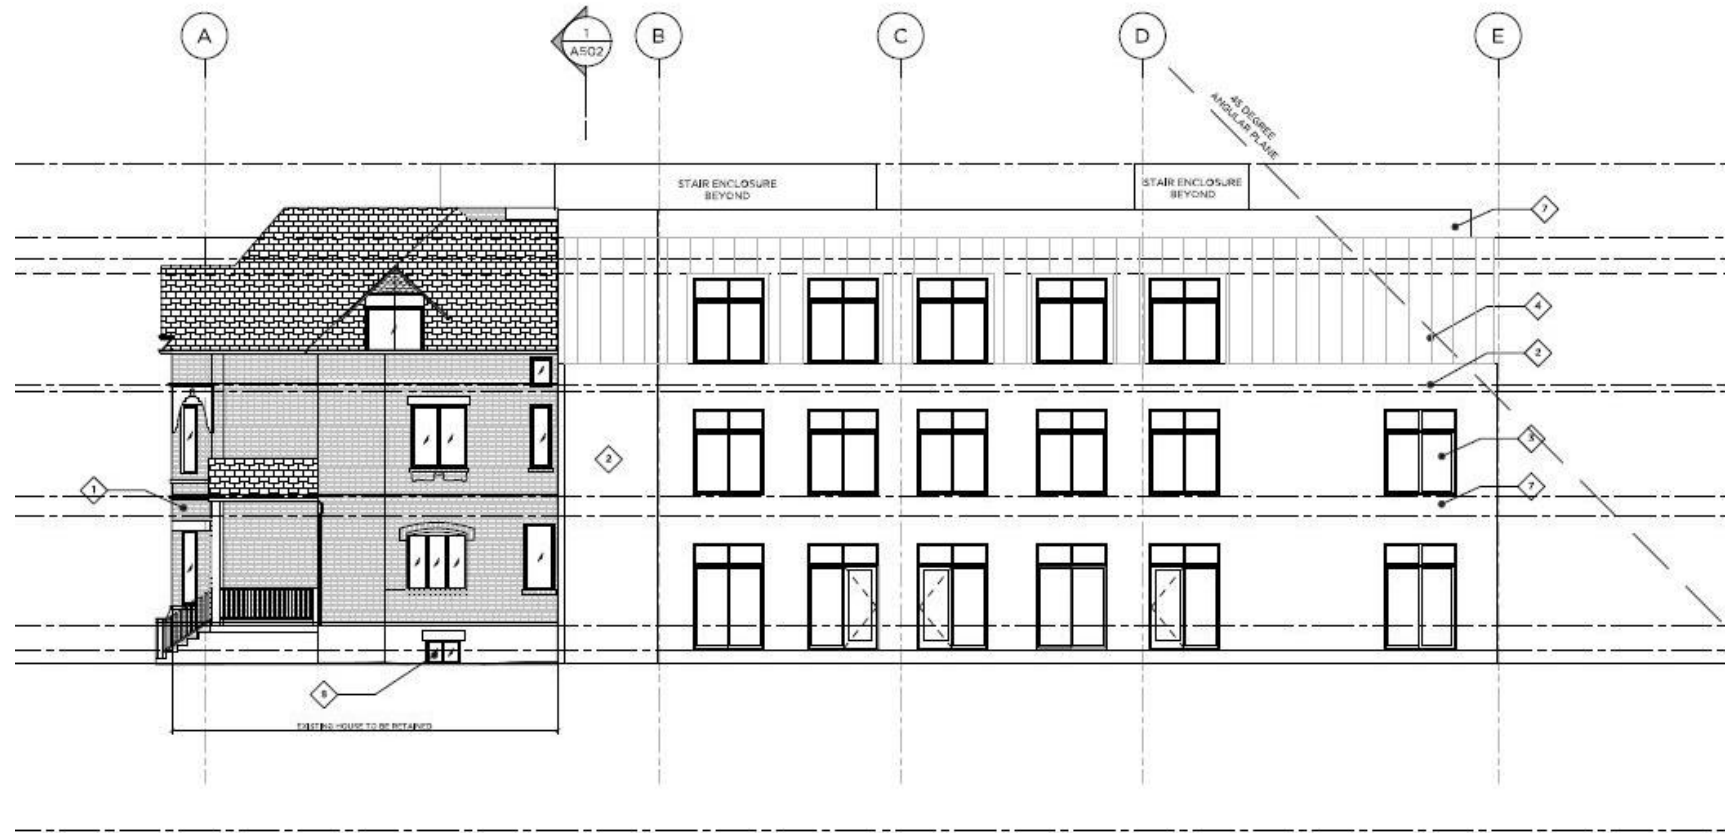 A
1
A502
B
C
D
E
45 DEGREE
ANGULAR PLANE
STAIR ENCLOSURE
BEYOND
STAIR ENCLOSURE
BEYOND
7
4
2
2
7
1
EXISTING HOUSE TO BE RETAINED